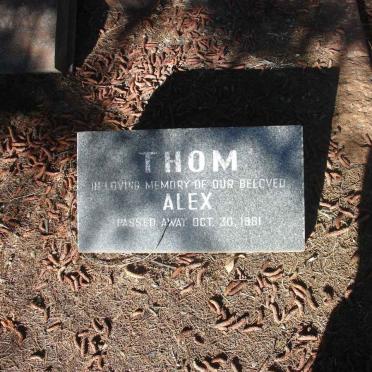 THOM
IN LOVING MEMORY OF OUR BELOVED
ALEX
PASSED AWAY OCT. 30, 1981